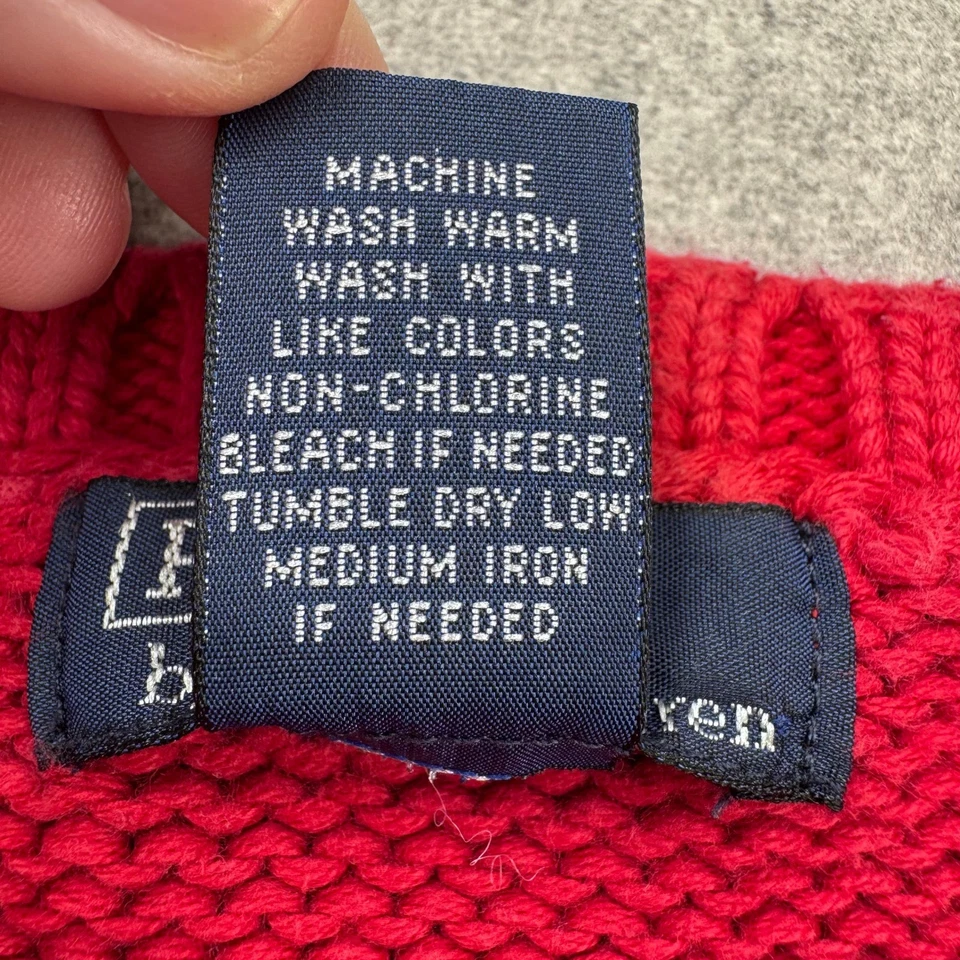 MACHINE
WASH WARM
WASH WITH
LIKE COLORS
NON-CHLORINE
BLEACH IF NEEDED
TUMBLE DRY LOW
MEDIUM IRON
IF NEEDED